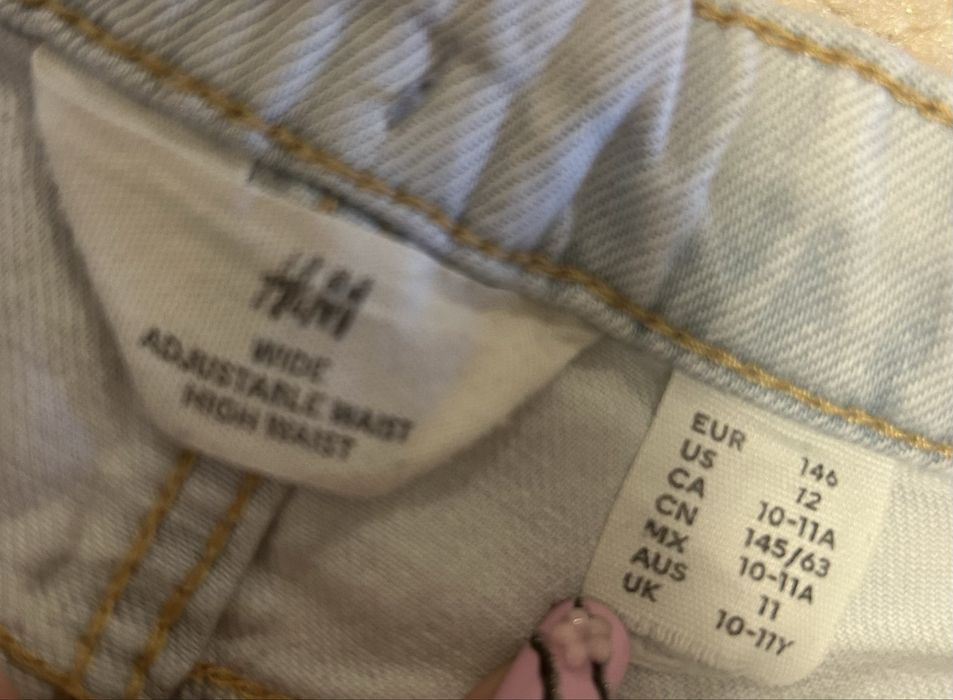 H&M
WIDE
ADJUSTABLE WAIST
HIGH WAIST
EUR 146
US 12
CA 10-11A
CN 145/63
MX 10-11A
AUS 11
UK 10-11Y